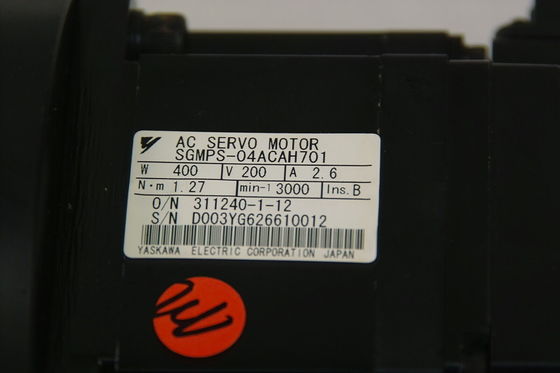 AC SERVO MOTOR
SGMPS-04ACAH701
W 400 V 200 A 2.6
N·m 1.27 min-1 3000 Ins. B
O/N 311240-1-12
S/N D003YG626610012
YASKAWA ELECTRIC CORPORATION JAPAN